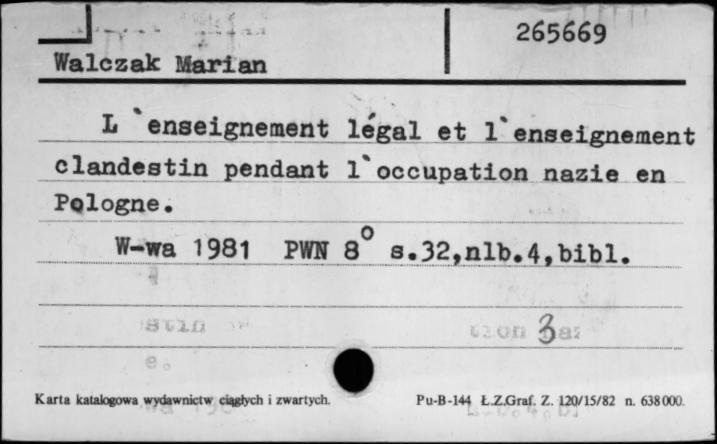 265669
Walczak Marian
L`enseignement légal et l`enseignement
clandestin pendant l`occupation nazie en
Pologne.
W-wa 1981 PWN 8° s.32,nlb.4,bibl.
3
Karta katalogowa wydawnictw ciągłych i zwartych. Pu-B-144 Ł.Z.Graf. Z. 120/15/82 n. 638000.